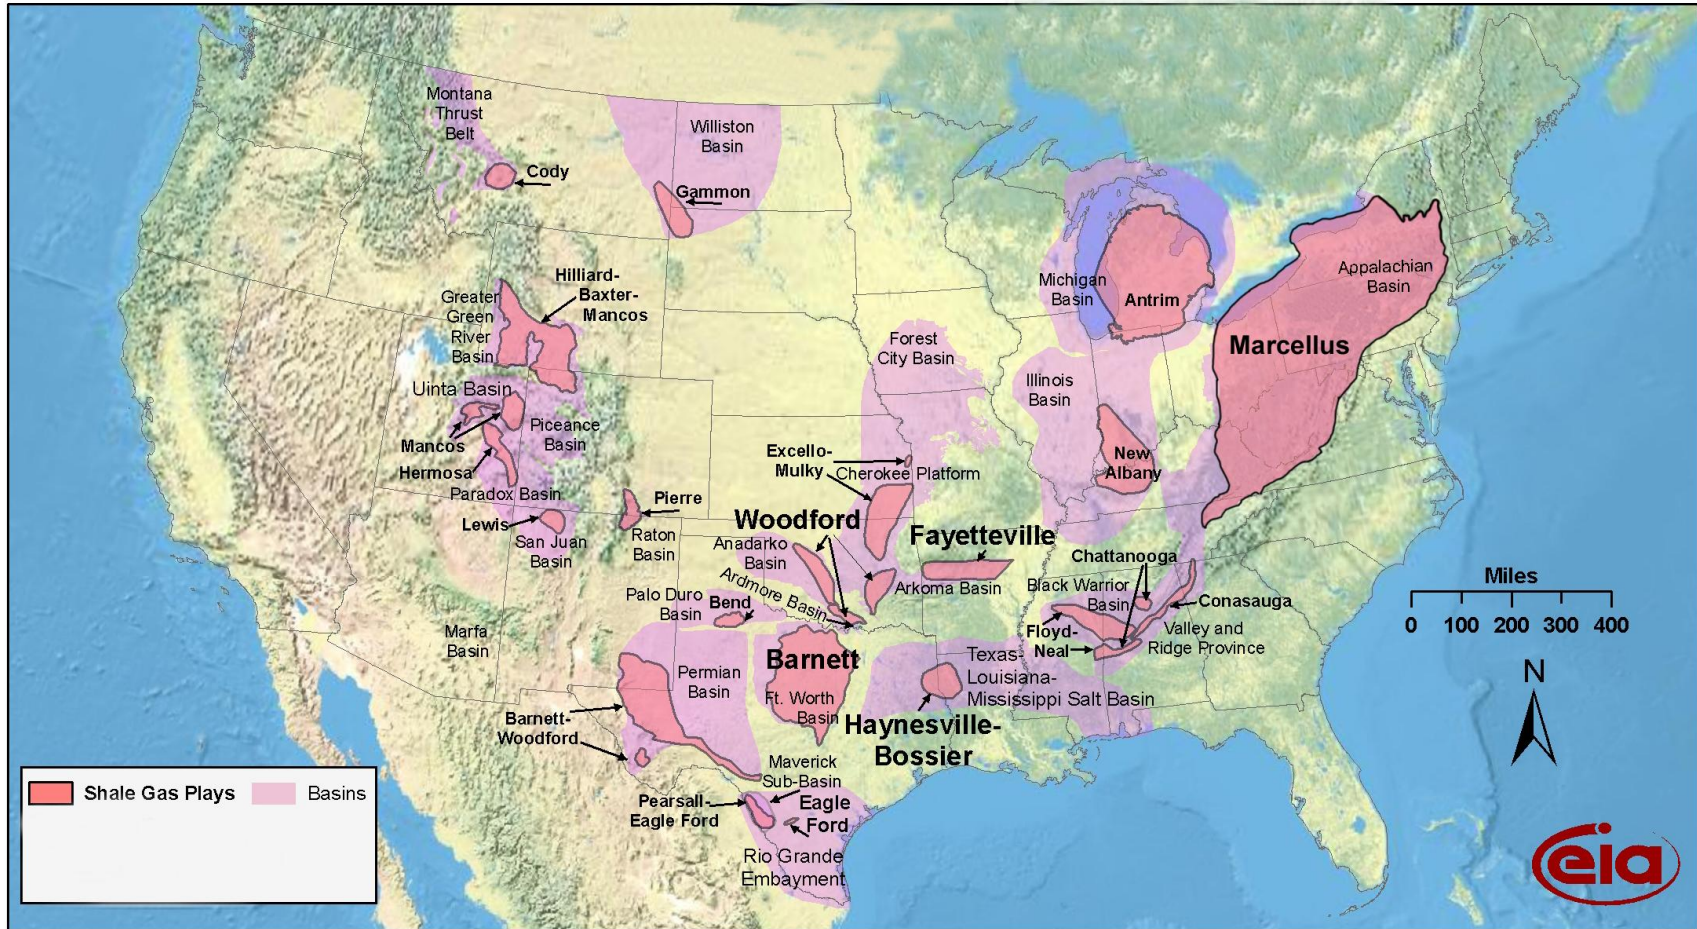 Montana
Thrust
Belt
Cody
Williston
Basin
Gammon
Hilliard-
Baxter-
Mancos
Greater
Green
River
Basin
Uinta Basin
Piceance
Basin
Mancos
Hermosa
Paradox Basin
Lewis
San Juan
Basin
Pierre
Raton
Basin
Forest
City Basin
Excello-
Mulky
Cherokee Platform
Woodford
Anadarko
Basin
Ardmore Basin
Palo Duro
Basin
Bend
Fayetteville
Arkoma Basin
Michigan
Basin
Antrim
Illinois
Basin
New
Albany
Appalachian
Basin
Marcellus
Chattanooga
Black Warrior
Basin
Conasauga
Floyd-
Neal
Valley and
Ridge Province
Marfa
Basin
Permian
Basin
Barnett
Ft. Worth
Basin
Barnett-
Woodford
Texas-
Louisiana-
Mississippi Salt Basin
Haynesville-
Bossier
Maverick
Sub-Basin
Pearsall-
Eagle Ford
Eagle
Ford
Rio Grande
Embayment
Miles
0 100 200 300 400
N
Shale Gas Plays Basins
eia